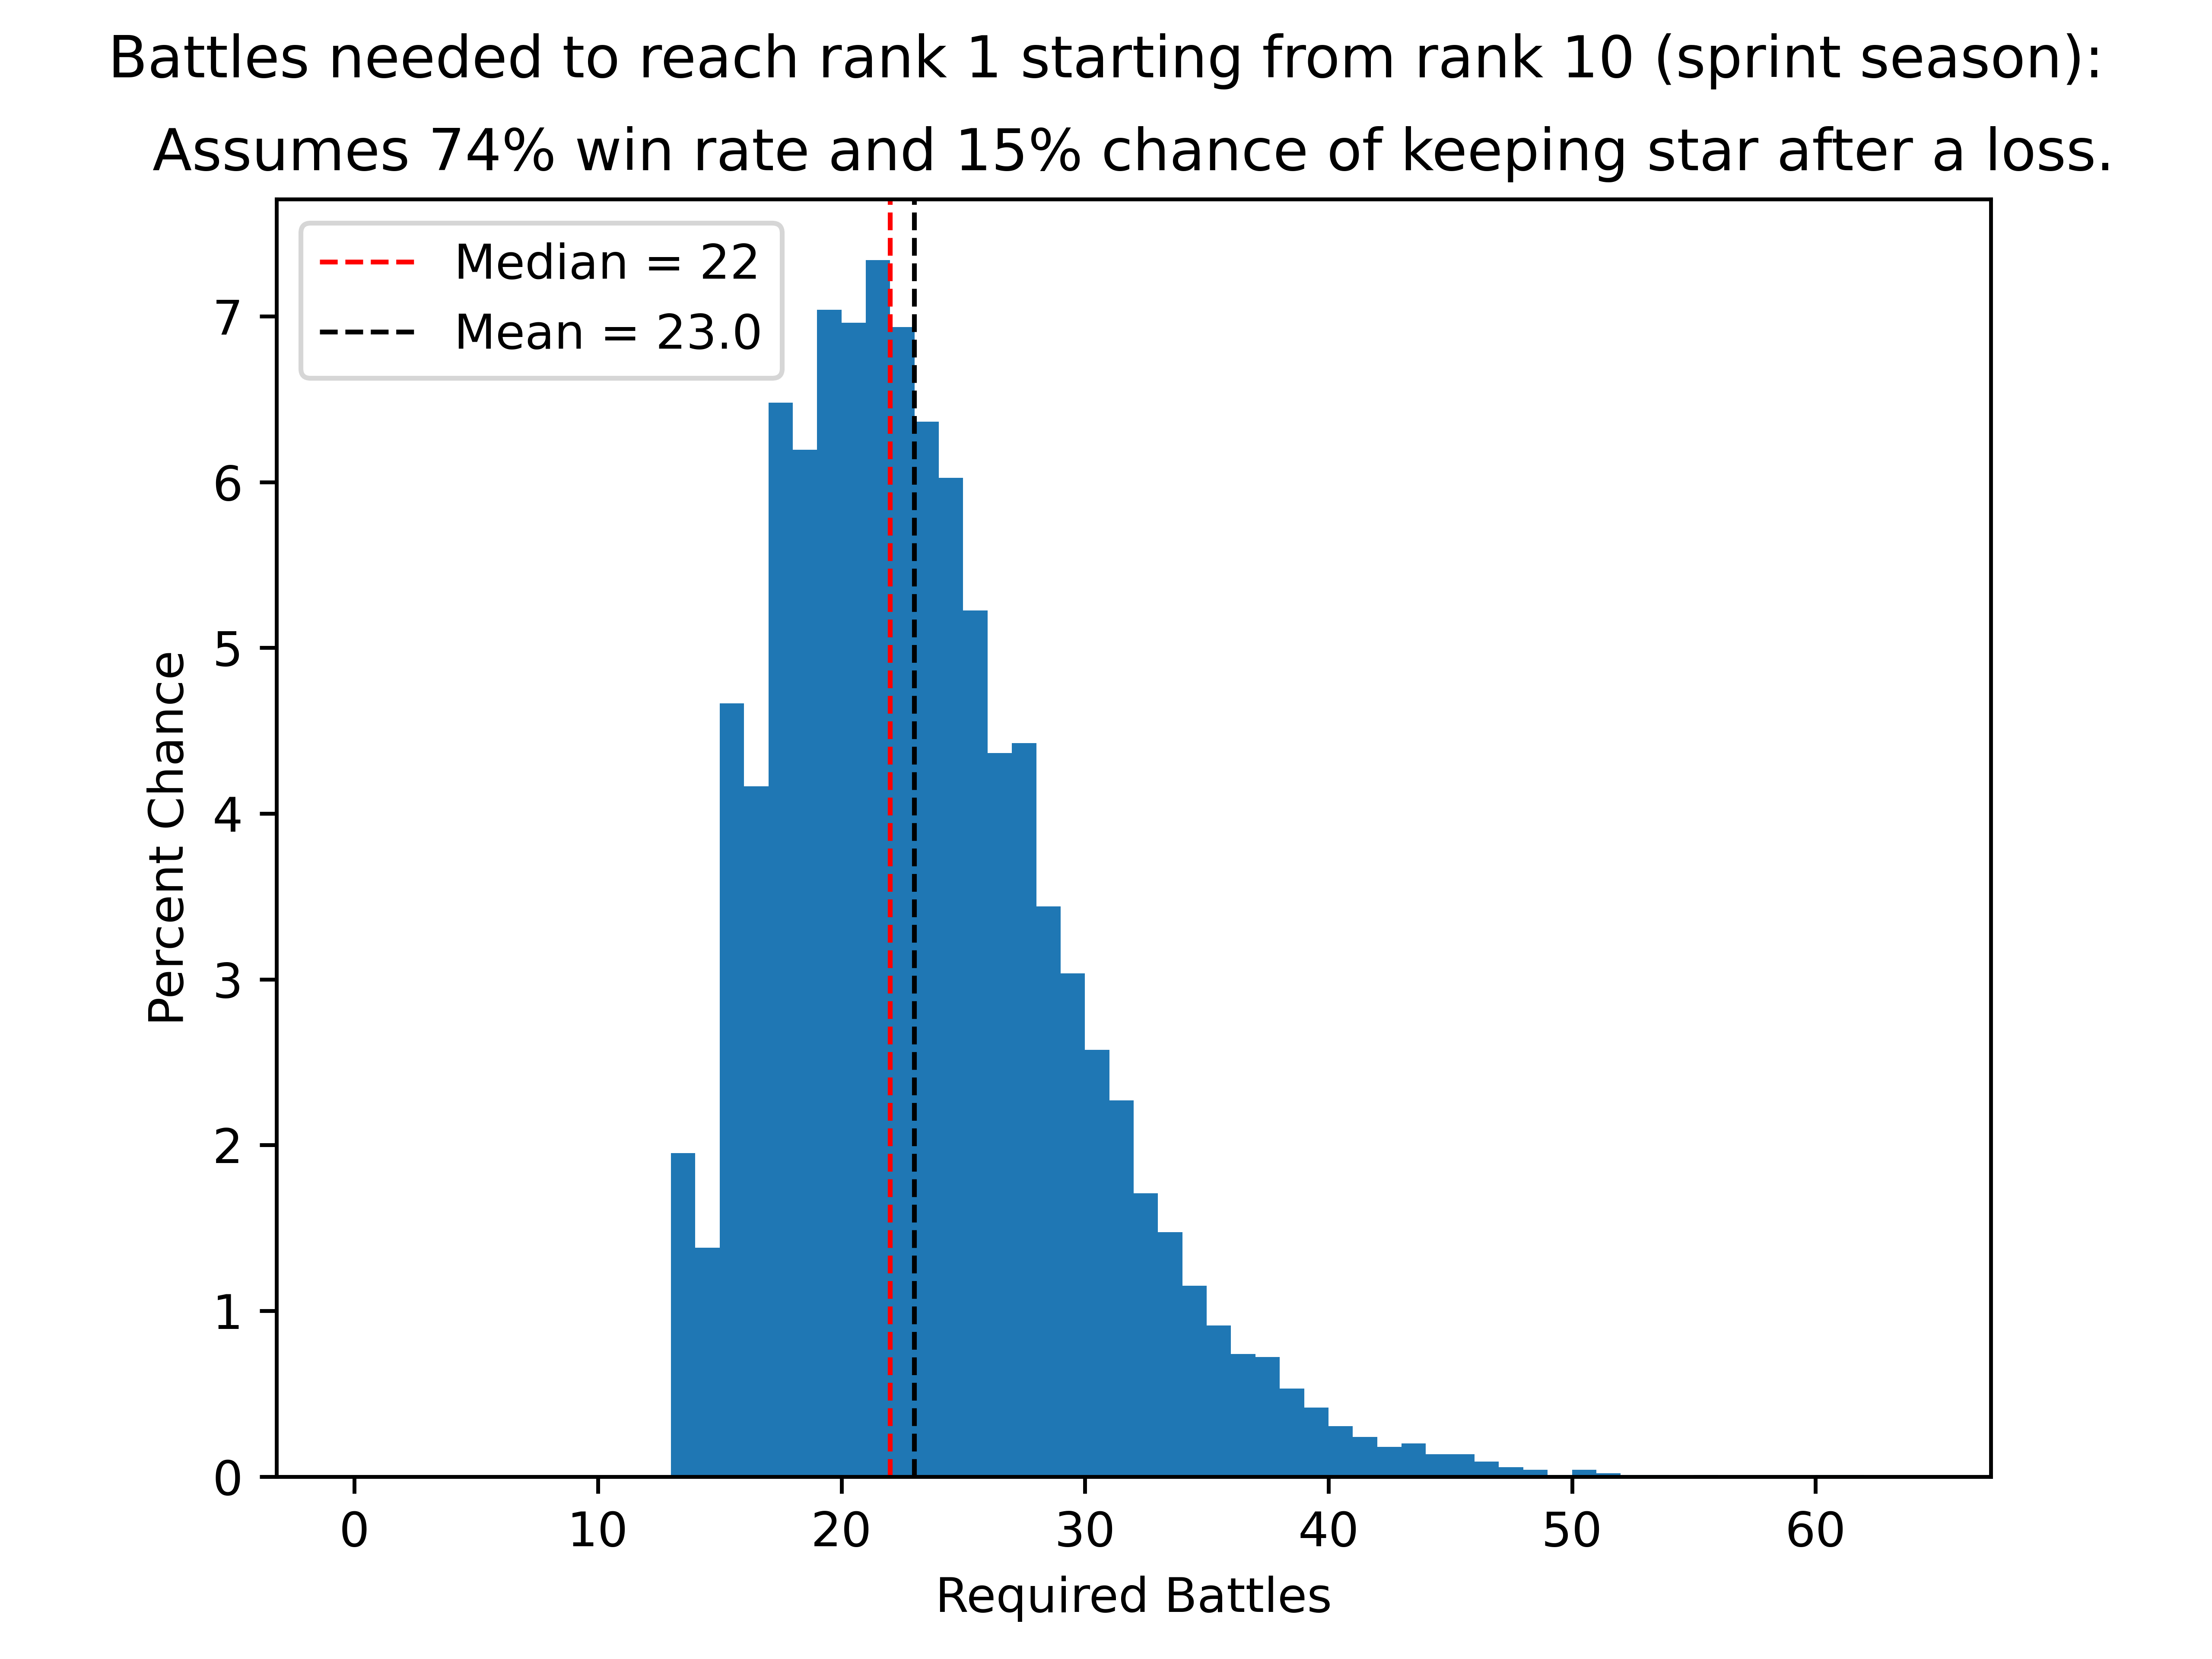 Battles needed to reach rank 1 starting from rank 10 (sprint season):
Assumes 74% win rate and 15% chance of keeping star after a loss.
Median = 22
Mean = 23.0
Percent Chance
7
6
5
4
3
2
1
0
0 10 20 30 40 50 60
Required Battles